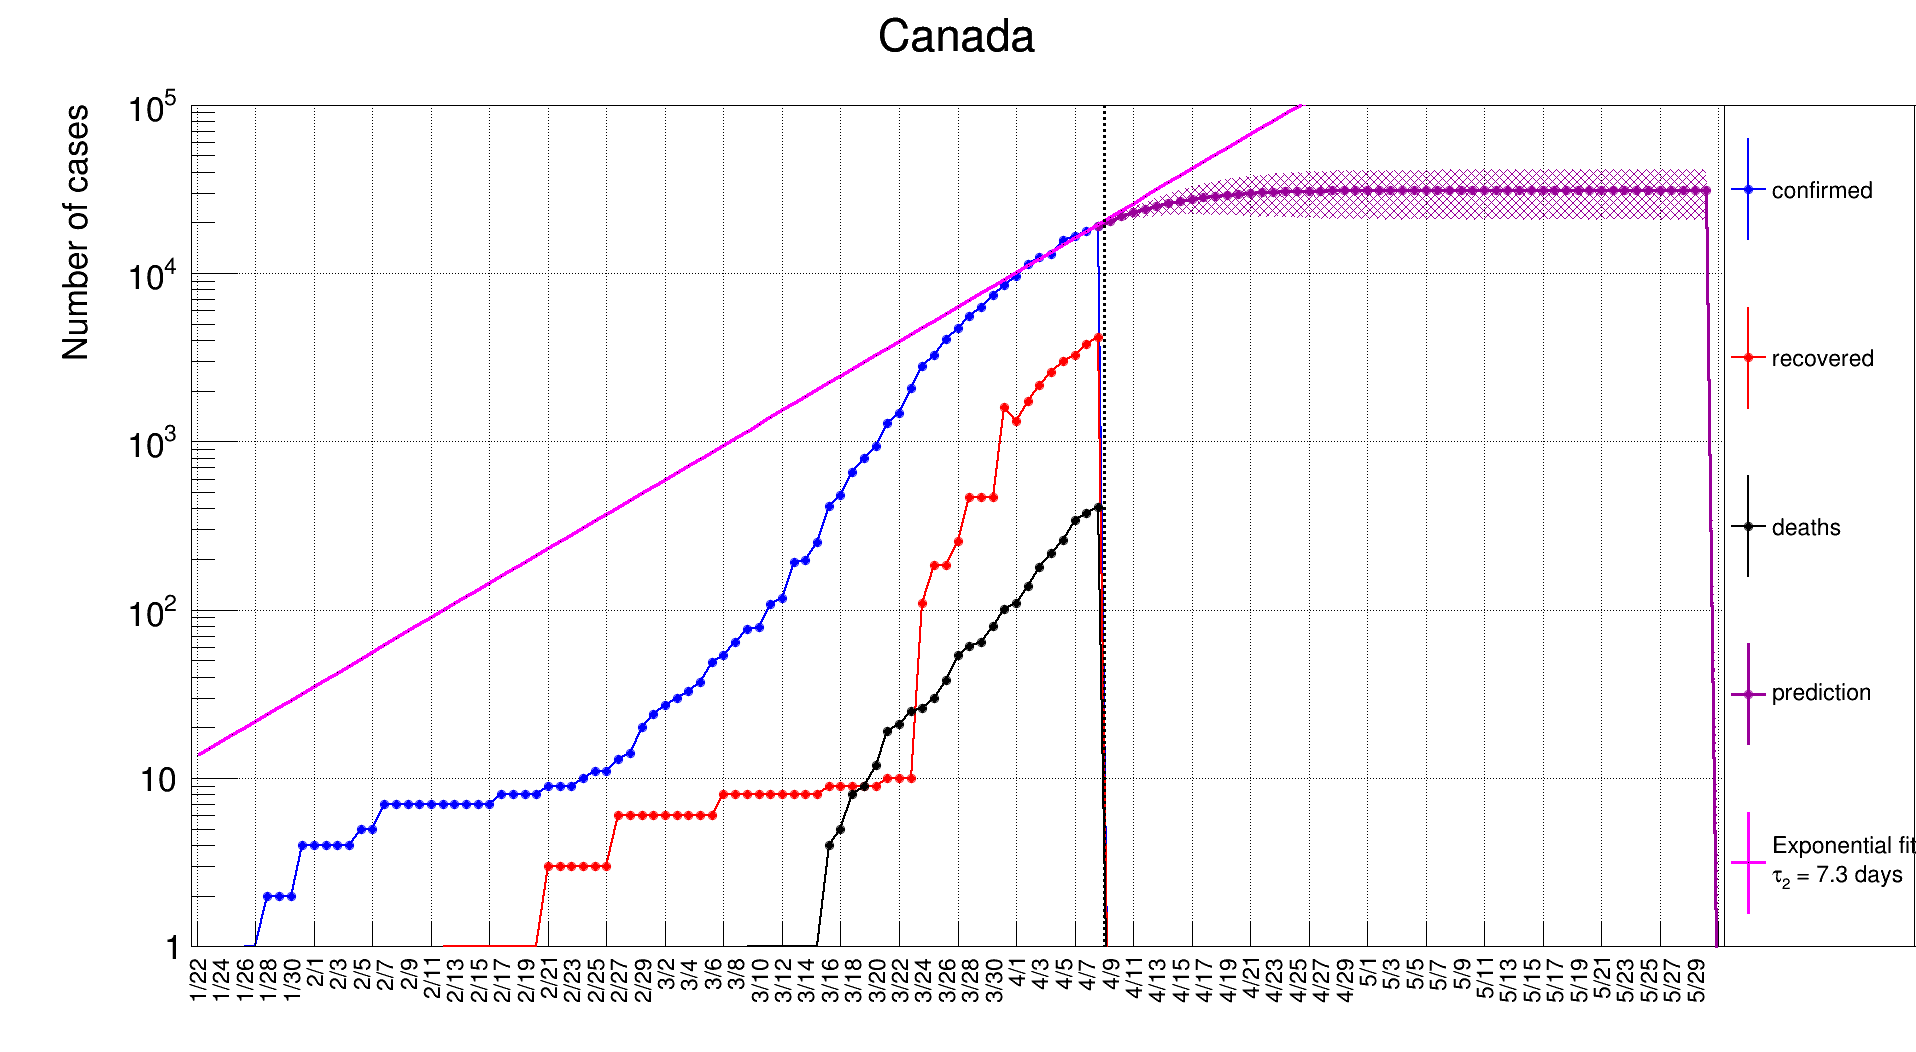 Canada
Number of cases
10^5
10^4
10^3
10^2
10
1
1/22 1/24 1/26 1/28 1/30 2/1 2/3 2/5 2/7 2/9 2/11 2/13 2/15 2/17 2/19 2/21 2/23 2/25 2/27 2/29 3/2 3/4 3/6 3/8 3/10 3/12 3/14 3/16 3/18 3/20 3/22 3/24 3/26 3/28 3/30 4/1 4/3 4/5 4/7 4/9 4/11 4/13 4/15 4/17 4/19 4/21 4/23 4/25 4/27 4/29 5/1 5/3 5/5 5/7 5/9 5/11 5/13 5/15 5/17 5/19 5/21 5/23 5/25 5/27 5/29
confirmed
recovered
deaths
prediction
Exponential fit
τ₂ = 7.3 days